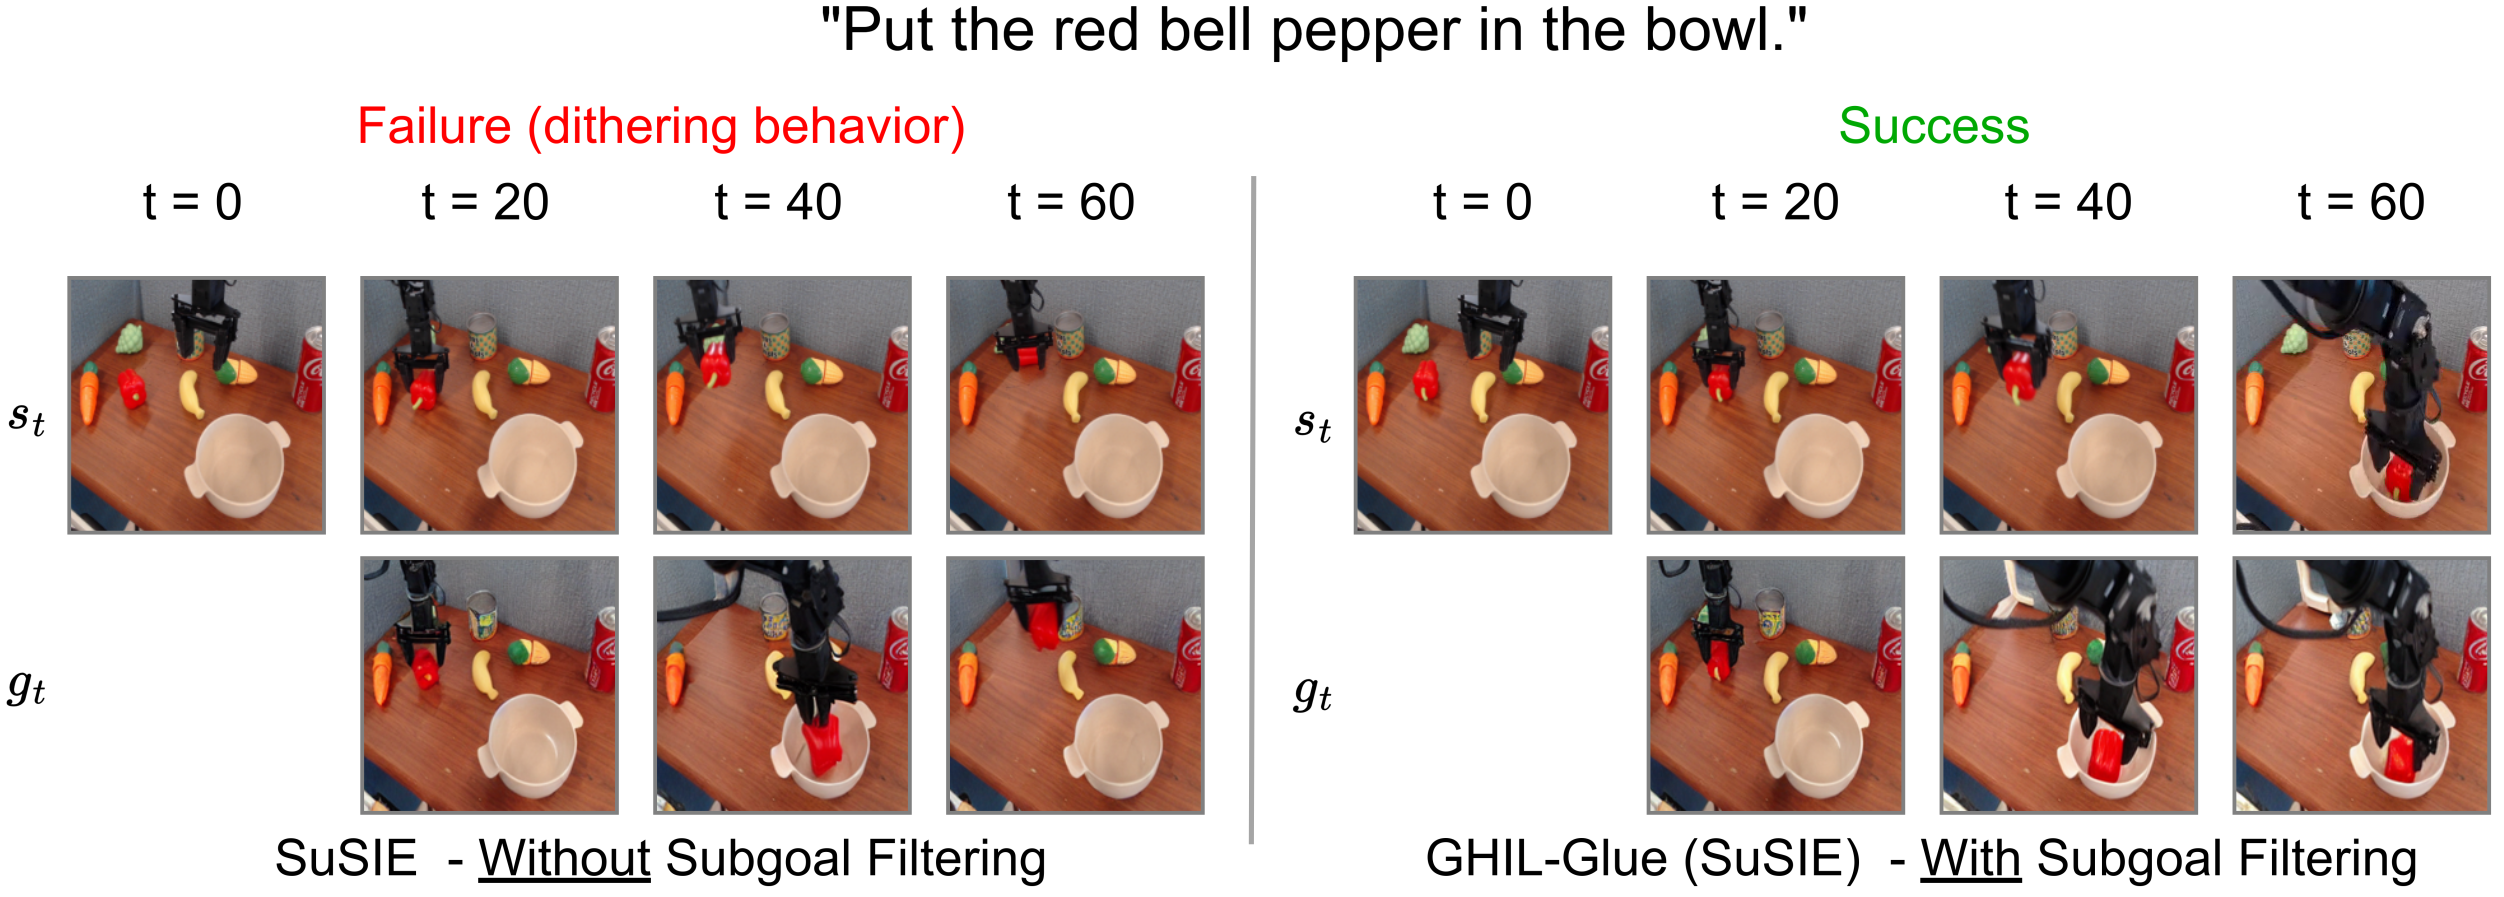 "Put the red bell pepper in the bowl."
Failure (dithering behavior)
Success
t = 0 t = 20 t = 40 t = 60
t = 0 t = 20 t = 40 t = 60
s_t
s_t
g_t
g_t
SuSIE - Without Subgoal Filtering
GHIL-Glue (SuSIE) - With Subgoal Filtering